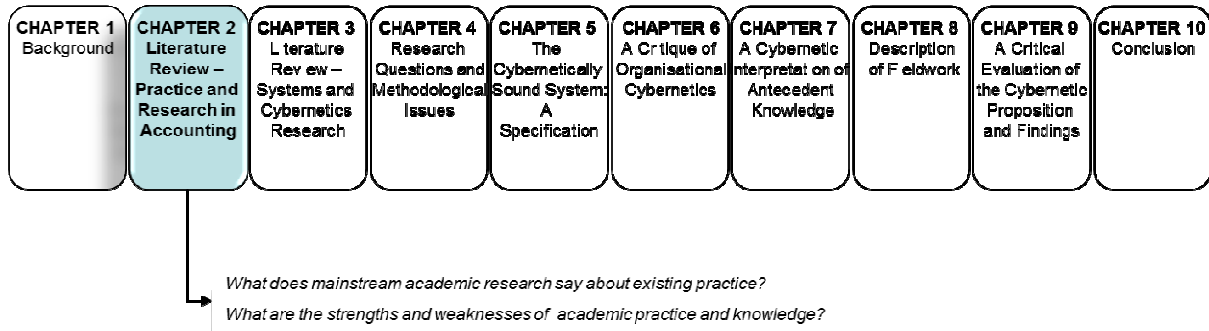 CHAPTER 1
Background
CHAPTER 2
Literature
Review –
Practice and
Research in
Accounting
CHAPTER 3
Literature
Review –
Systems and
Cybernetics
Research
CHAPTER 4
Research
Questions and
Methodological
Issues
CHAPTER 5
The
Cybernetically
Sound System:
A
Specification
CHAPTER 6
A Critique of
Organisational
Cybernetics
CHAPTER 7
A Cybernetic
Interpretation of
Antecedent
Knowledge
CHAPTER 8
Description
of Fieldwork
CHAPTER 9
A Critical
Evaluation of
the Cybernetic
Proposition
and Findings
CHAPTER 10
Conclusion
What does mainstream academic research say about existing practice?
What are the strengths and weaknesses of academic practice and knowledge?